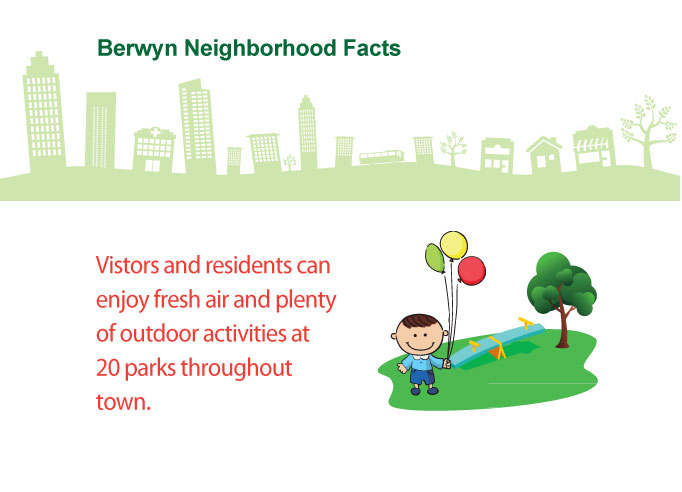 Berwyn Neighborhood Facts
Vistors and residents can
enjoy fresh air and plenty
of outdoor activities at
20 parks throughout
town.